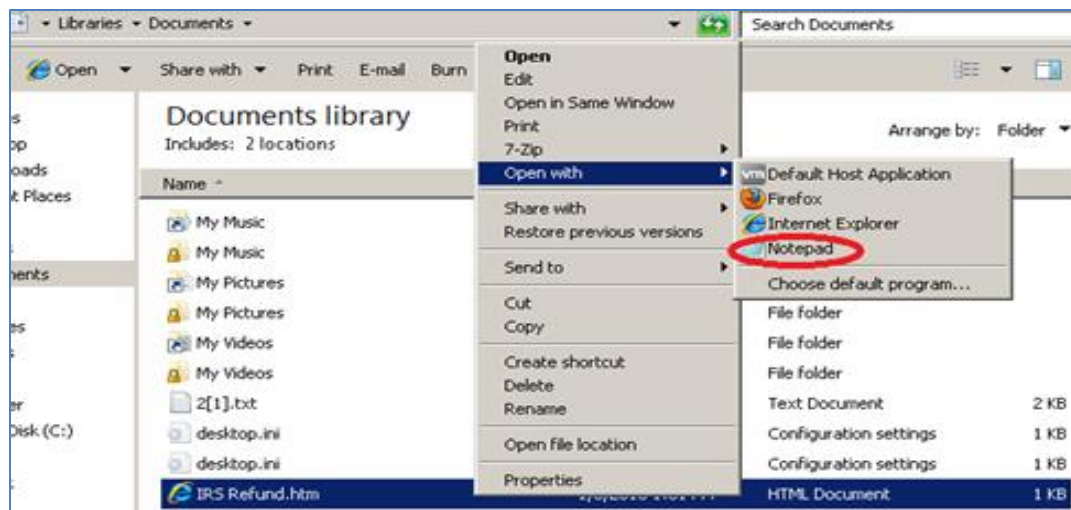 Libraries Documents Search Documents
Open Share with Print E-mail Burn
Documents library
Includes: 2 locations
Arrange by: Folder
Name
My Music
My Music
My Pictures
My Pictures
My Videos
My Videos
2[1].txt
desktop.ini
desktop.ini
IRS Refund.htm
oads
t Places
ents
es
er
Disk (C:)
Open
Edit
Open in Same Window
Print
7-Zip
Open with
Share with
Restore previous versions
Send to
Cut
Copy
Create shortcut
Delete
Rename
Open file location
Properties
vm Default Host Application
Firefox
Internet Explorer
Notepad
Choose default program...
File folder
File folder
File folder
Text Document 2 KB
Configuration settings 1 KB
Configuration settings 1 KB
HTML Document 1 KB